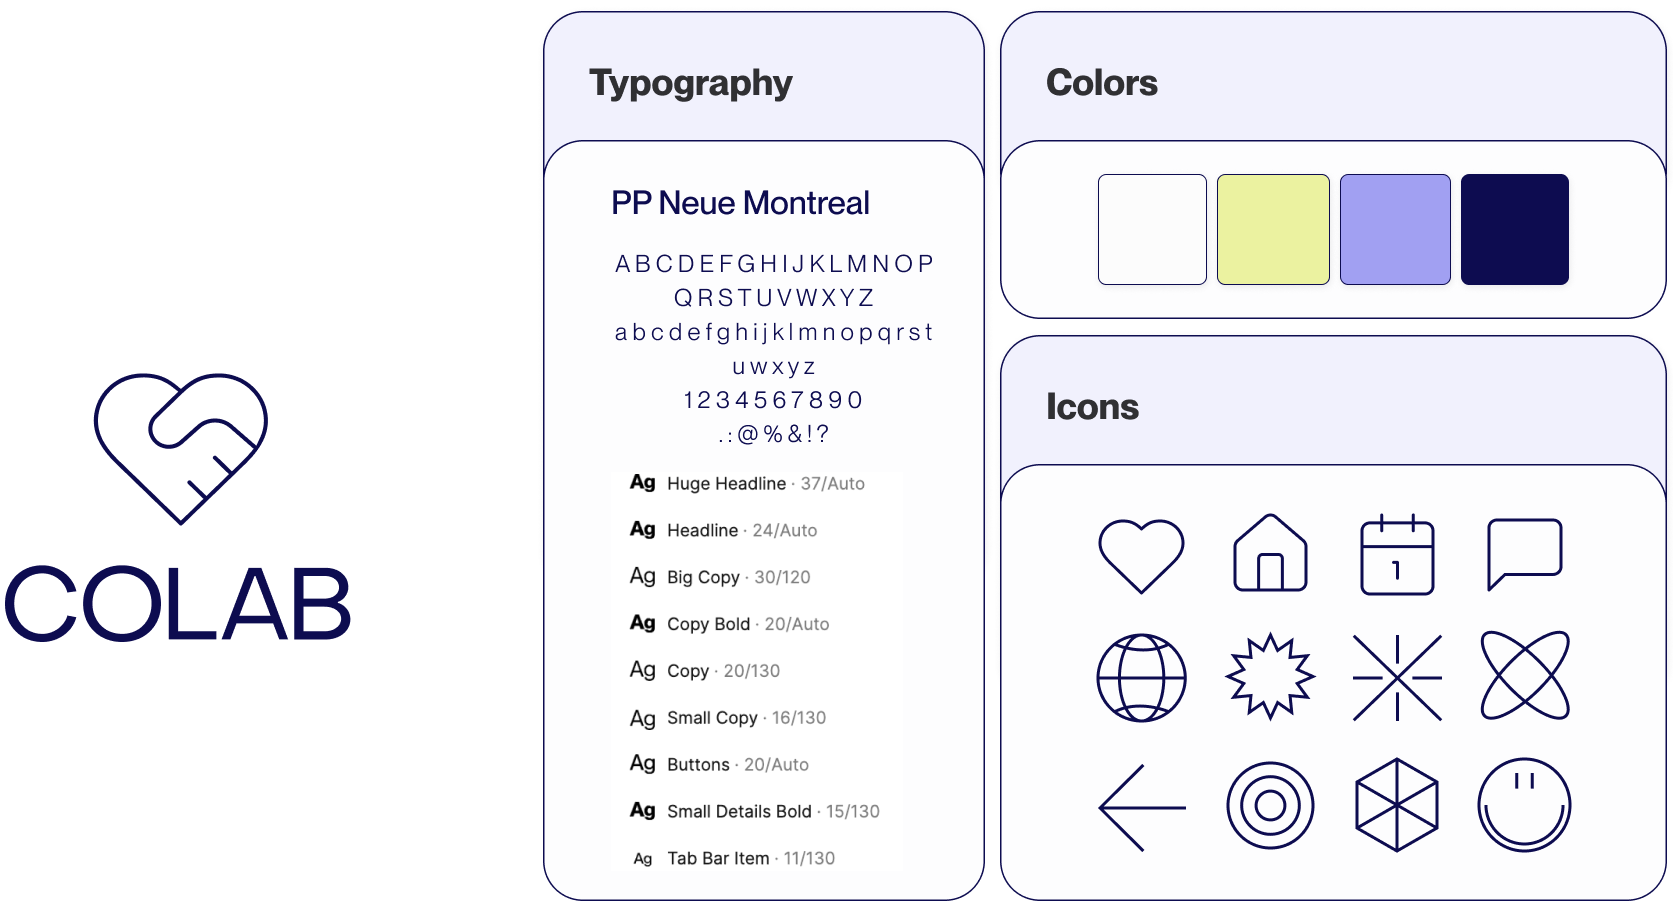 COLAB
Typography
PP Neue Montreal
ABCDEFGHIJKLMNOP
QRSTUVWXYZ
abcdefghijklmnopqrst
uwxyz
1234567890
.:@%&!?
Ag Huge Headline · 37/Auto
Ag Headline · 24/Auto
Ag Big Copy · 30/120
Ag Copy Bold · 20/Auto
Ag Copy · 20/130
Ag Small Copy · 16/130
Ag Buttons · 20/Auto
Ag Small Details Bold · 15/130
Ag Tab Bar Item · 11/130
Colors
Icons
1